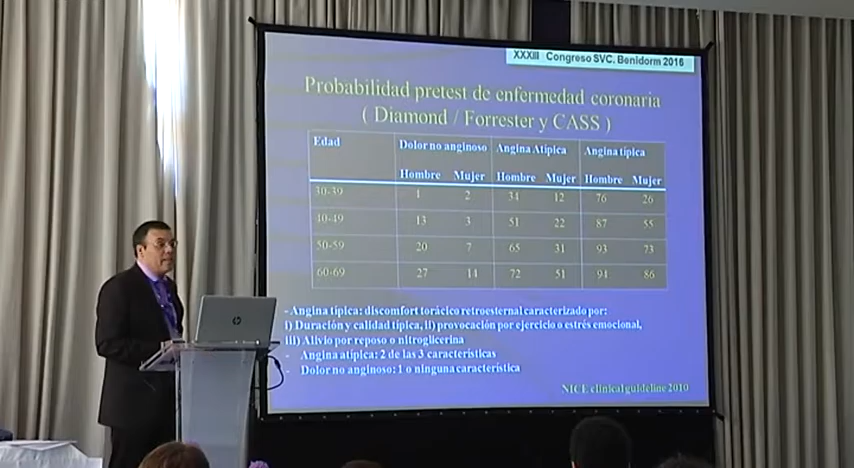 XXXIII Congreso SVC. Benidorm 2016
Probabilidad pretest de enfermedad coronaria
( Diamond / Forrester y CASS )
Edad Dolor no anginoso Angina Atípica Angina típica
Hombre Mujer Hombre Mujer Hombre Mujer
30-39 1 2 34 12 76 26
40-49 13 3 51 22 87 55
50-59 20 7 65 31 93 73
60-69 27 14 72 51 94 86
- Angina típica: discomfort torácico retroesternal caracterizado por:
i) Duración y calidad típica, ii) provocación por ejercicio o estrés emocional,
iii) Alivio por reposo o nitroglicerina
- Angina atípica: 2 de las 3 características
- Dolor no anginoso: 1 o ninguna característica
NICE clinical guideline 2010
hp